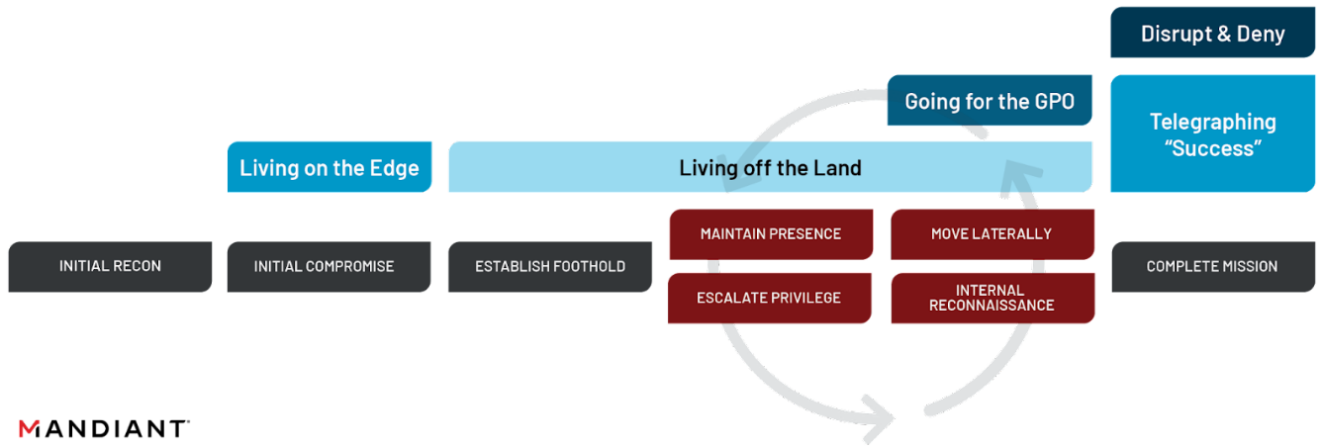 Disrupt & Deny
Going for the GPO
Telegraphing
“Success”
Living on the Edge
Living off the Land
MAINTAIN PRESENCE
MOVE LATERALLY
INITIAL RECON
INITIAL COMPROMISE
ESTABLISH FOOTHOLD
COMPLETE MISSION
ESCALATE PRIVILEGE
INTERNAL
RECONNAISSANCE
MANDIANT